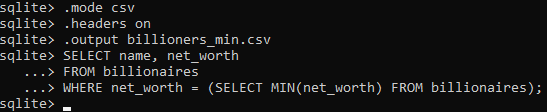 sqlite> .mode csv
sqlite> .headers on
sqlite> .output billioners_min.csv
sqlite> SELECT name, net_worth
   ...> FROM billionaires
   ...> WHERE net_worth = (SELECT MIN(net_worth) FROM billionaires);
sqlite>